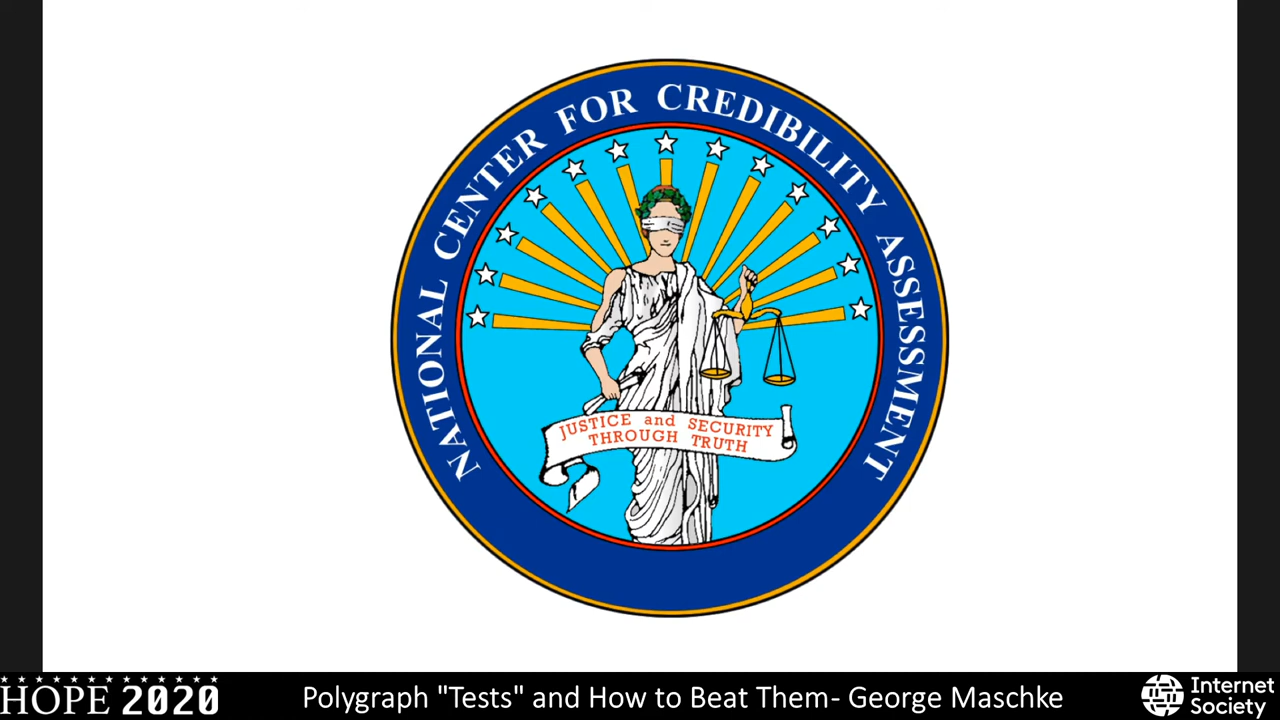 NATIONAL CENTER FOR CREDIBILITY ASSESSMENT
JUSTICE and SECURITY
THROUGH TRUTH
HOPE 2020
Polygraph "Tests" and How to Beat Them- George Maschke
Internet
Society